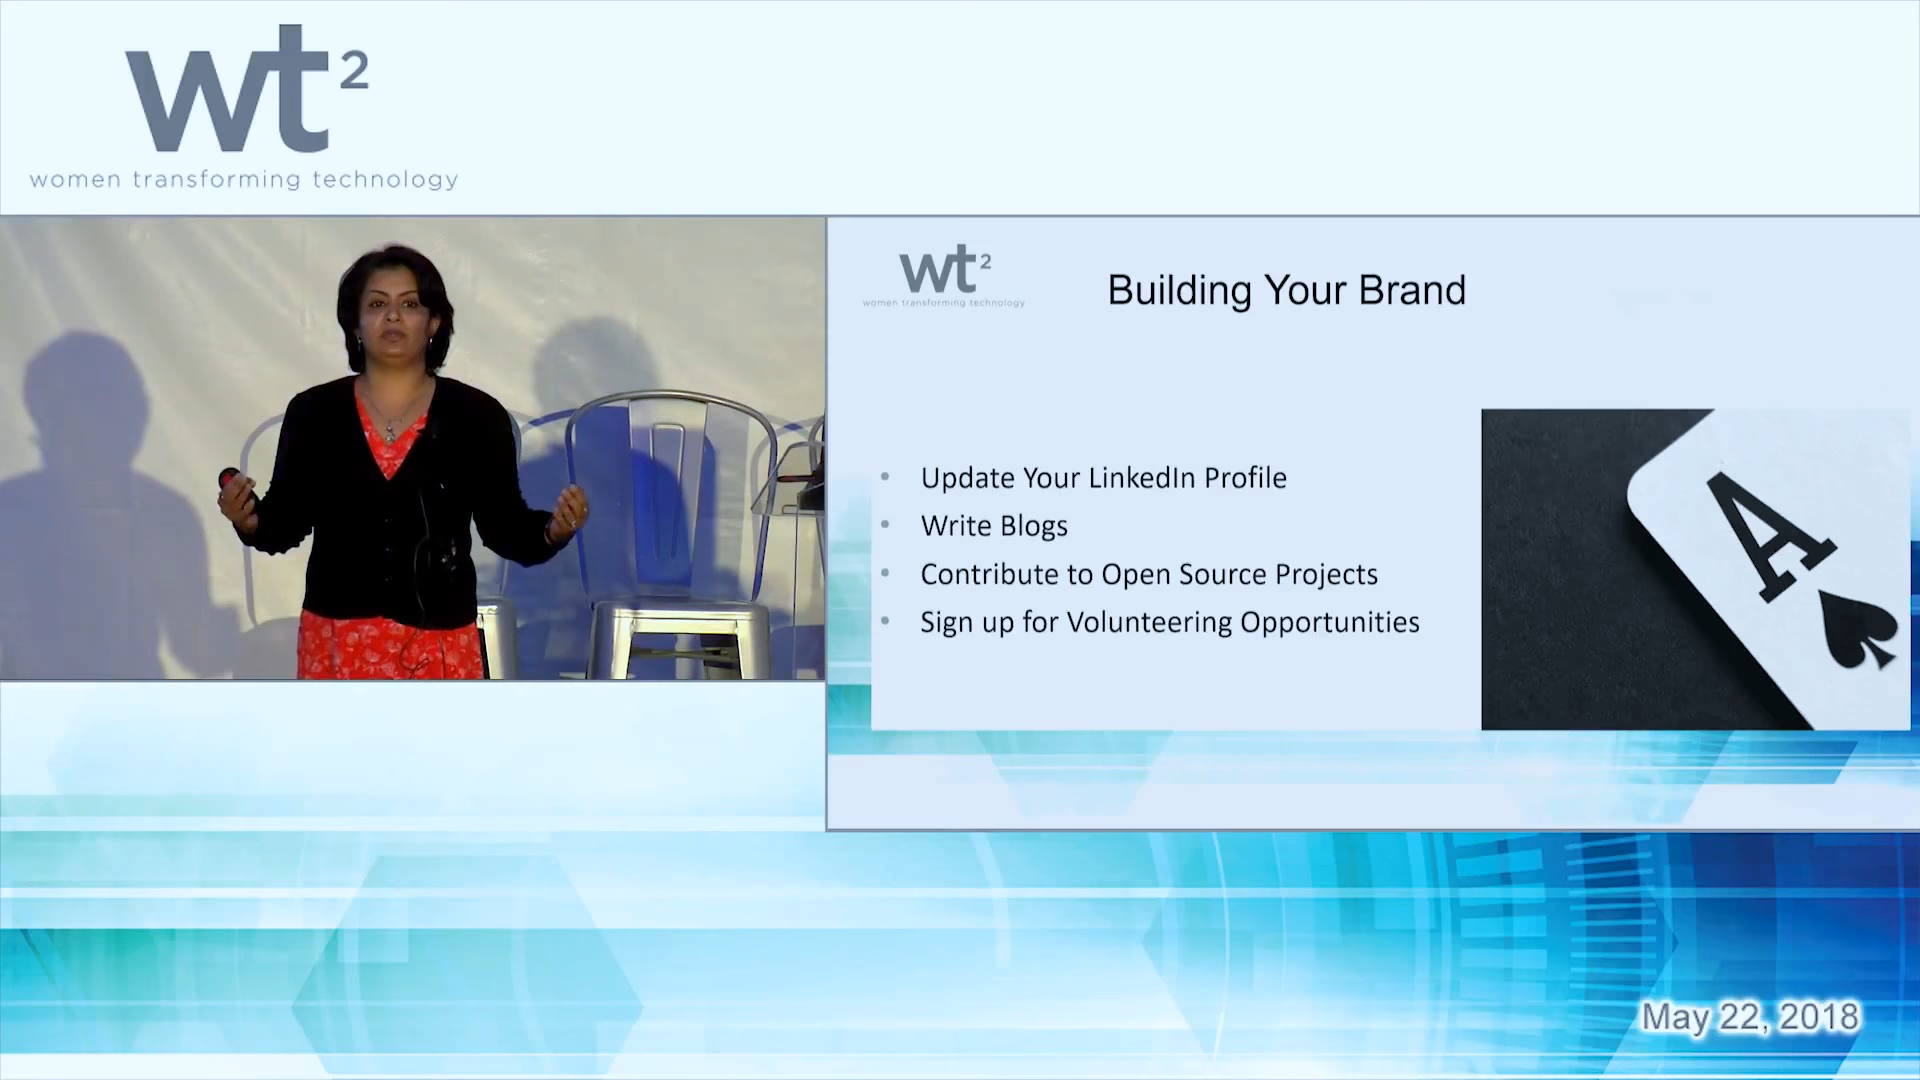 wt2
women transforming technology
wt2
women transforming technology
Building Your Brand
• Update Your LinkedIn Profile
• Write Blogs
• Contribute to Open Source Projects
• Sign up for Volunteering Opportunities
A
May 22, 2018